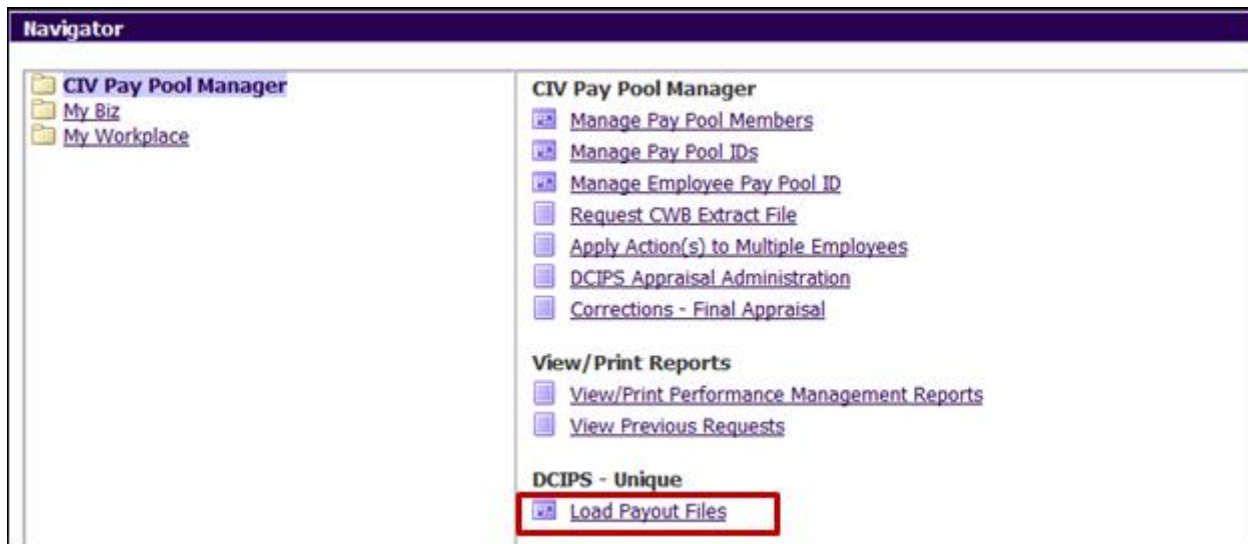 Navigator
CIV Pay Pool Manager
My Biz
My Workplace
CIV Pay Pool Manager
Manage Pay Pool Members
Manage Pay Pool IDs
Manage Employee Pay Pool ID
Request CWB Extract File
Apply Action(s) to Multiple Employees
DCIPS Appraisal Administration
Corrections - Final Appraisal
View/Print Reports
View/Print Performance Management Reports
View Previous Requests
DCIPS - Unique
Load Payout Files